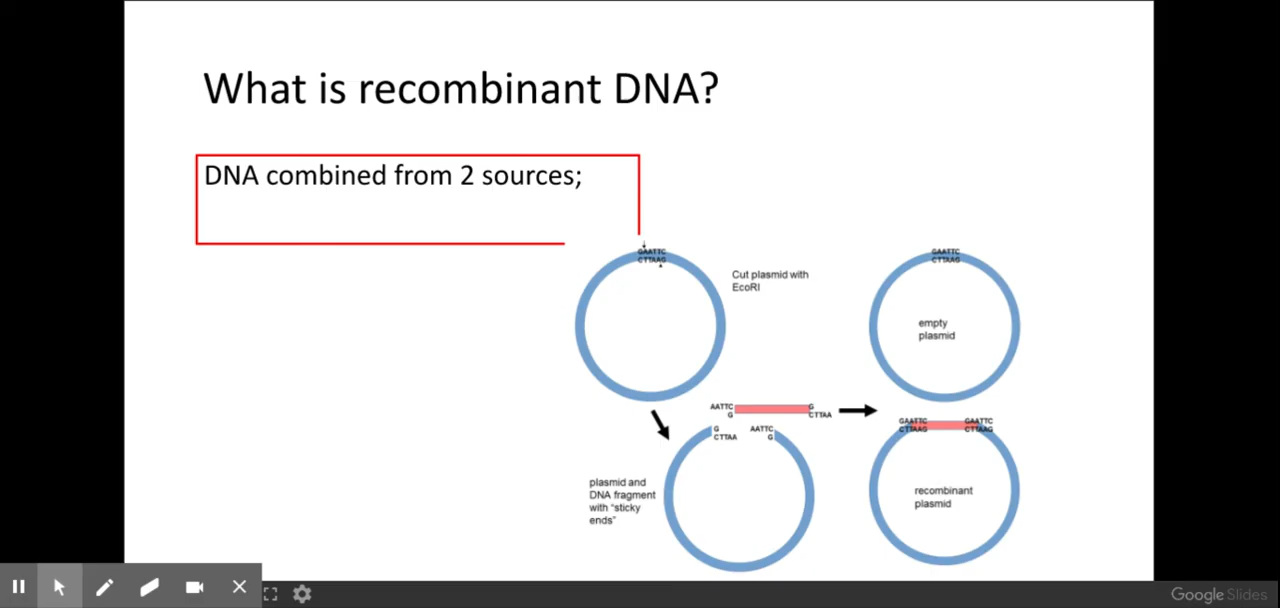 What is recombinant DNA?
DNA combined from 2 sources;
GAATTC
CTTAAG
Cut plasmid with
EcoRI
GAATTC
CTTAAG
empty
plasmid
AATTC
G
G
CTTAA
G
CTTAA
AATTC
G
plasmid and
DNA fragment
with "sticky
ends"
GAATTC
CTTAAG
GAATTC
CTTAAG
recombinant
plasmid
Google Slides